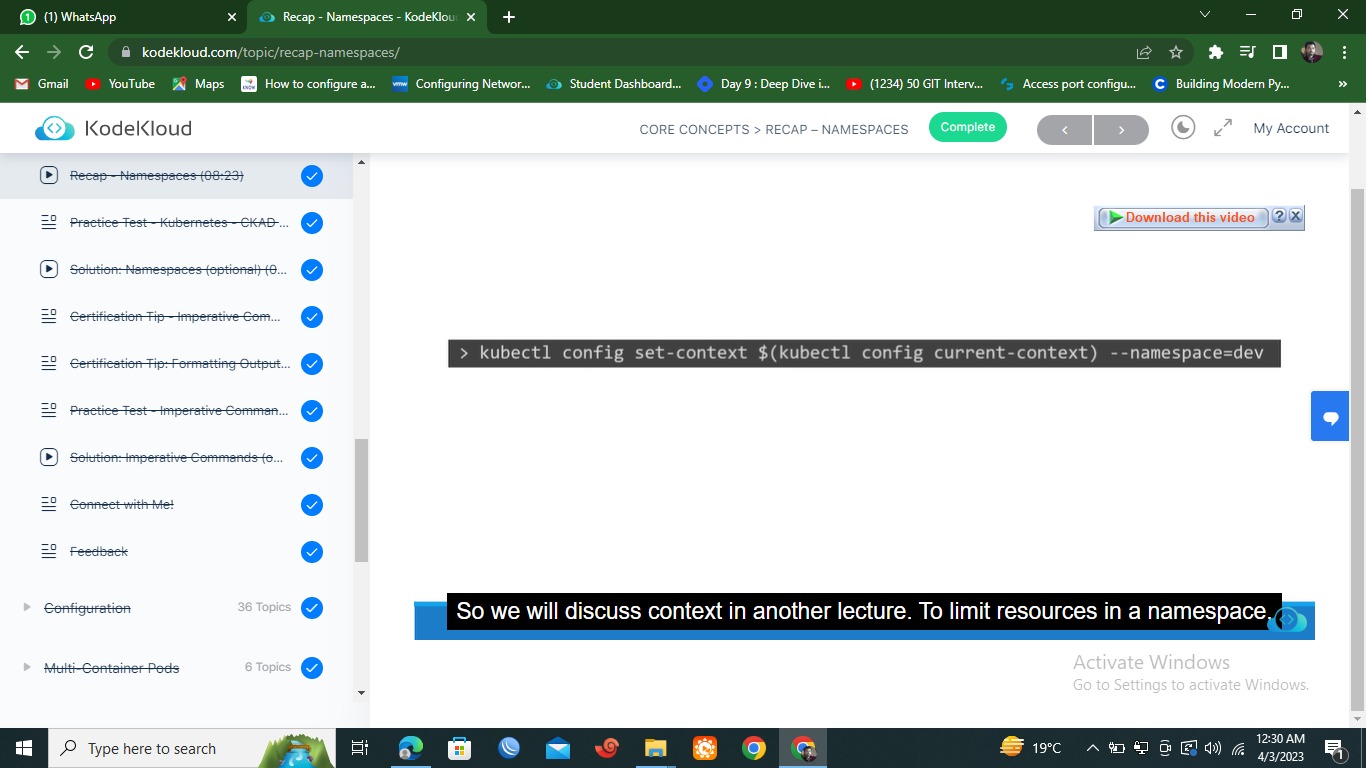 (1) WhatsApp
Recap - Namespaces - KodeKlou
kodekloud.com/topic/recap-namespaces/
Gmail YouTube Maps How to configure a... Configuring Networ... Student Dashboard... Day 9 : Deep Dive i... (1234) 50 GIT Interv... Access port configu... Building Modern Py... »
KodeKloud
CORE CONCEPTS > RECAP – NAMESPACES
Complete
< >
My Account
Recap - Namespaces (08:23)
Practice Test - Kubernetes - CKAD ...
Solution: Namespaces (optional) (0...
Certification Tip - Imperative Com...
Certification Tip: Formatting Output...
Practice Test - Imperative Comman...
Solution: Imperative Commands (o...
Connect with Me!
Feedback
Configuration 36 Topics
Multi-Container Pods 6 Topics
Download this video ? X
> kubectl config set-context $(kubectl config current-context) --namespace=dev
So we will discuss context in another lecture. To limit resources in a namespace,
Activate Windows
Go to Settings to activate Windows.
Type here to search
19°C
12:30 AM
4/3/2023
1